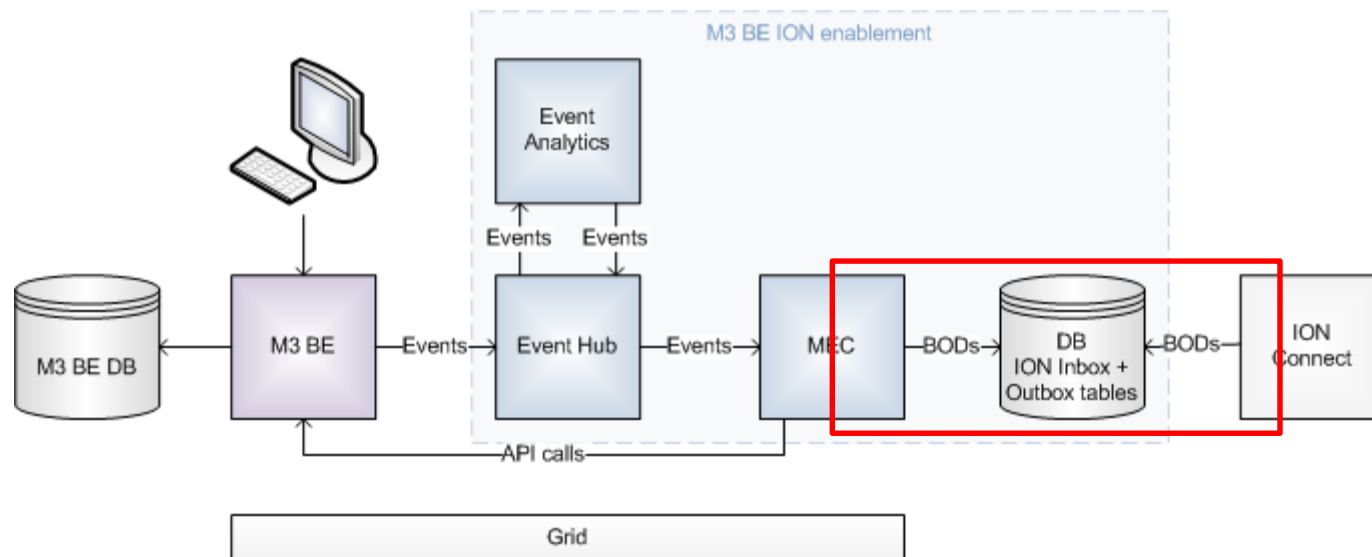 M3 BE ION enablement
Event
Analytics
Events
Events
M3 BE DB
M3 BE
Events
Event Hub
Events
MEC
BODs
DB
ION Inbox +
Outbox tables
BODs
ION
Connect
API calls
Grid